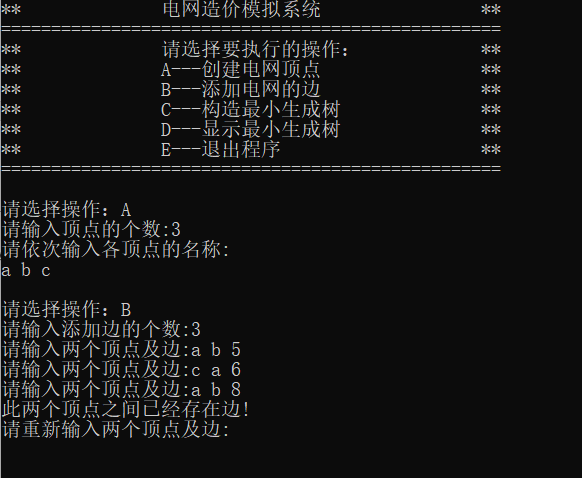 ** 电网造价模拟系统 **
==================================================
** 请选择要执行的操作： **
** A---创建电网顶点 **
** B---添加电网的边 **
** C---构造最小生成树 **
** D---显示最小生成树 **
** E---退出程序 **
==================================================
请选择操作：A
请输入顶点的个数:3
请依次输入各顶点的名称:
a b c
请选择操作：B
请输入添加边的个数:3
请输入两个顶点及边:a b 5
请输入两个顶点及边:c a 6
请输入两个顶点及边:a b 8
此两个顶点之间已经存在边!
请重新输入两个顶点及边: